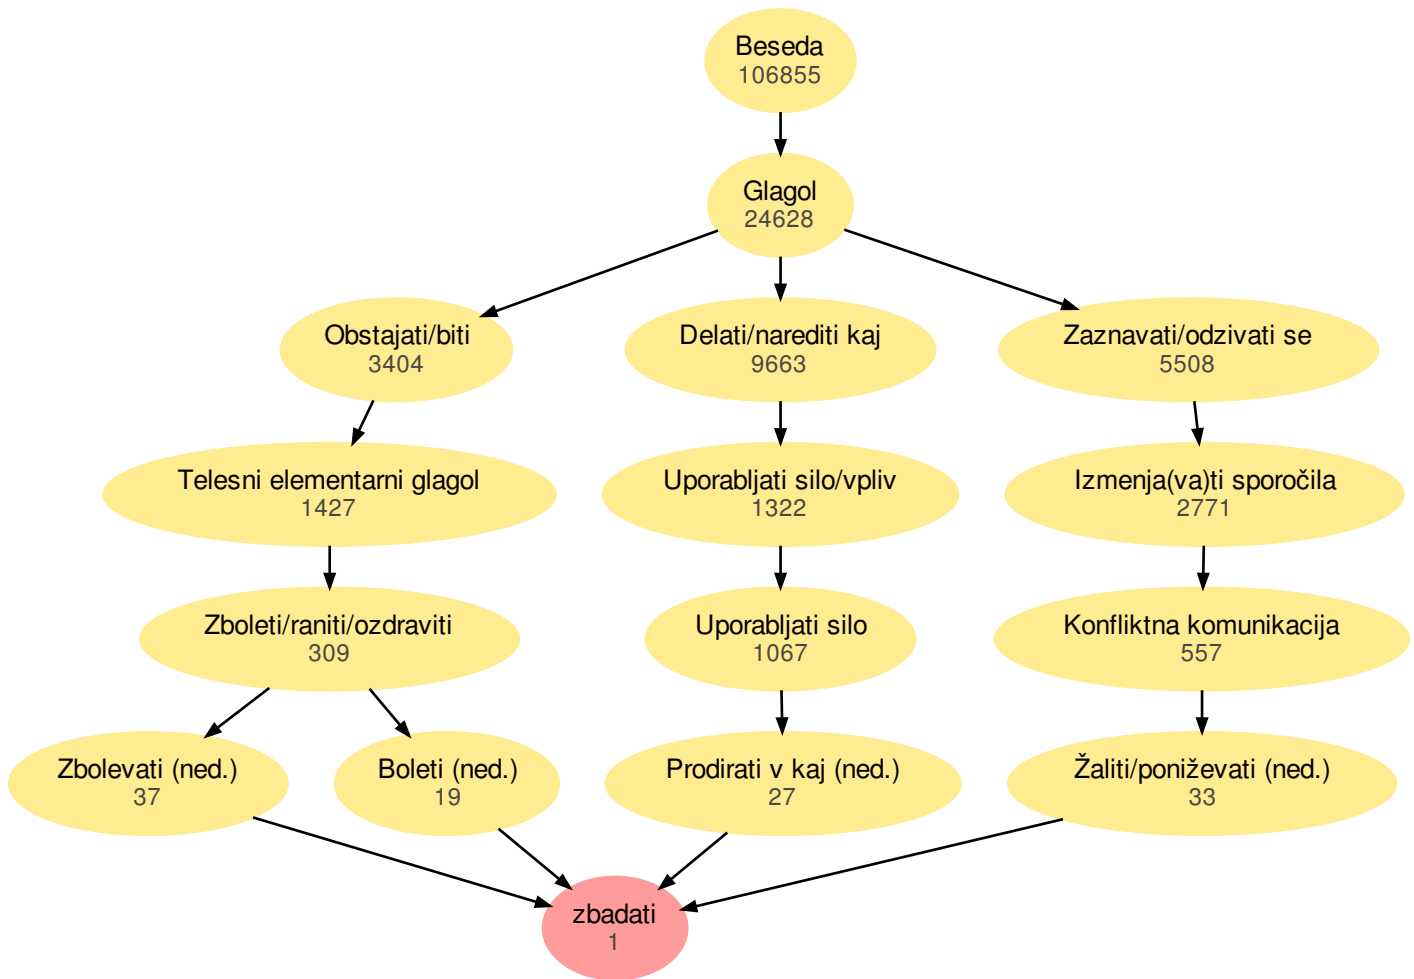 Beseda
106855
Glagol
24628
Obstajati/biti
3404
Delati/narediti kaj
9663
Zaznavati/odzivati se
5508
Telesni elementarni glagol
1427
Uporabljati silo/vpliv
1322
Izmenja(va)ti sporočila
2771
Zboleti/raniti/ozdraviti
309
Uporabljati silo
1067
Konfliktna komunikacija
557
Zbolevati (ned.)
37
Boleti (ned.)
19
Prodirati v kaj (ned.)
27
Žaliti/poniževati (ned.)
33
zbadati
1